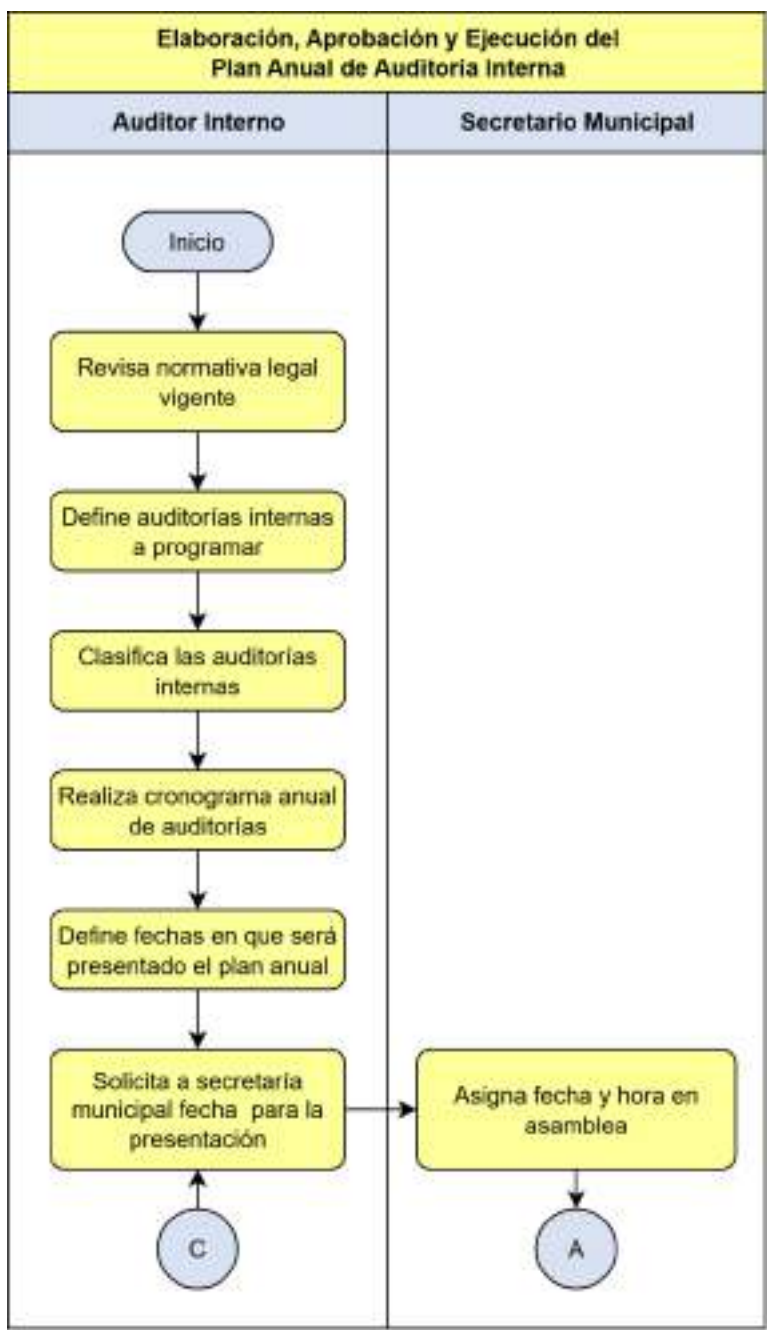 Elaboración, Aprobación y Ejecución del
Plan Anual de Auditoría Interna
Auditor Interno
Secretario Municipal
Inicio
Revisa normativa legal
vigente
Define auditorías internas
a programar
Clasifica las auditorías
internas
Realiza cronograma anual
de auditorías
Define fechas en que será
presentado el plan anual
Solicita a secretaría
municipal fecha para la
presentación
Asigna fecha y hora en
asamblea
C
A